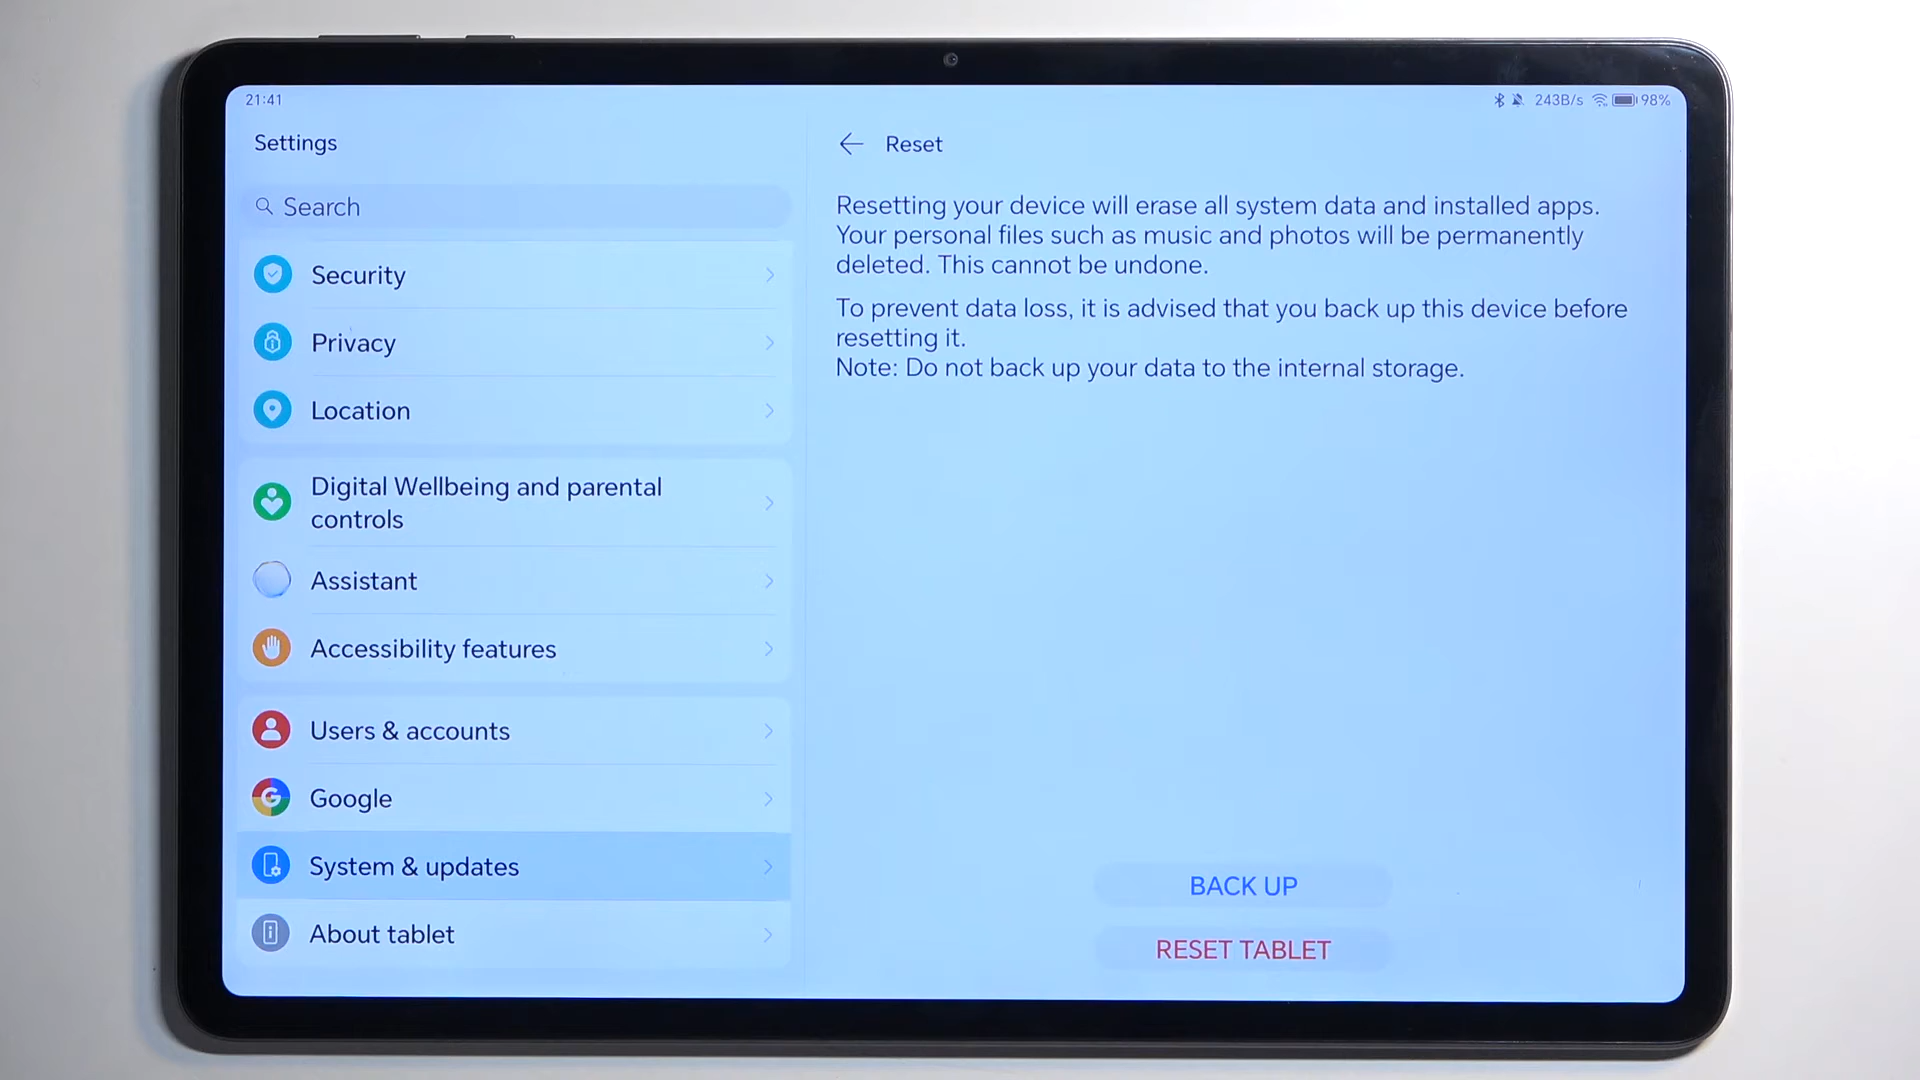 21:41
243B/s 98%
Settings
Search
Security
Privacy
Location
Digital Wellbeing and parental
controls
Assistant
Accessibility features
Users & accounts
Google
System & updates
About tablet
Reset
Resetting your device will erase all system data and installed apps.
Your personal files such as music and photos will be permanently
deleted. This cannot be undone.
To prevent data loss, it is advised that you back up this device before
resetting it.
Note: Do not back up your data to the internal storage.
BACK UP
RESET TABLET